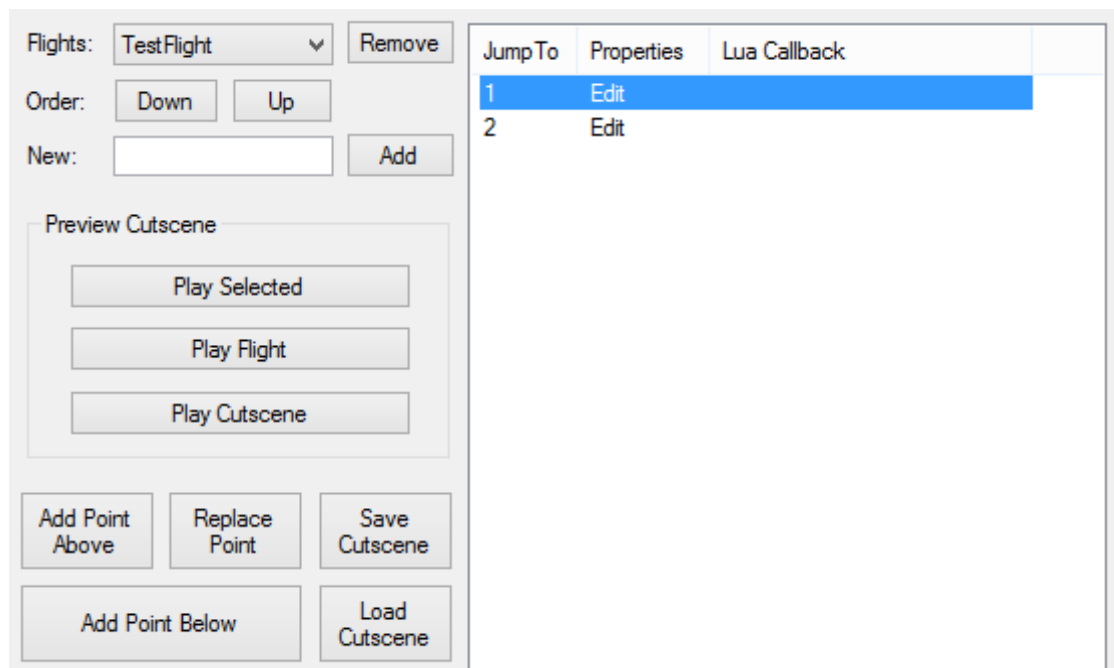 Flights: TestFlight Remove
Order: Down Up
New: Add
Preview Cutscene
Play Selected
Play Flight
Play Cutscene
Add Point
Above
Replace
Point
Save
Cutscene
Add Point Below
Load
Cutscene
JumpTo Properties Lua Callback
1 Edit
2 Edit